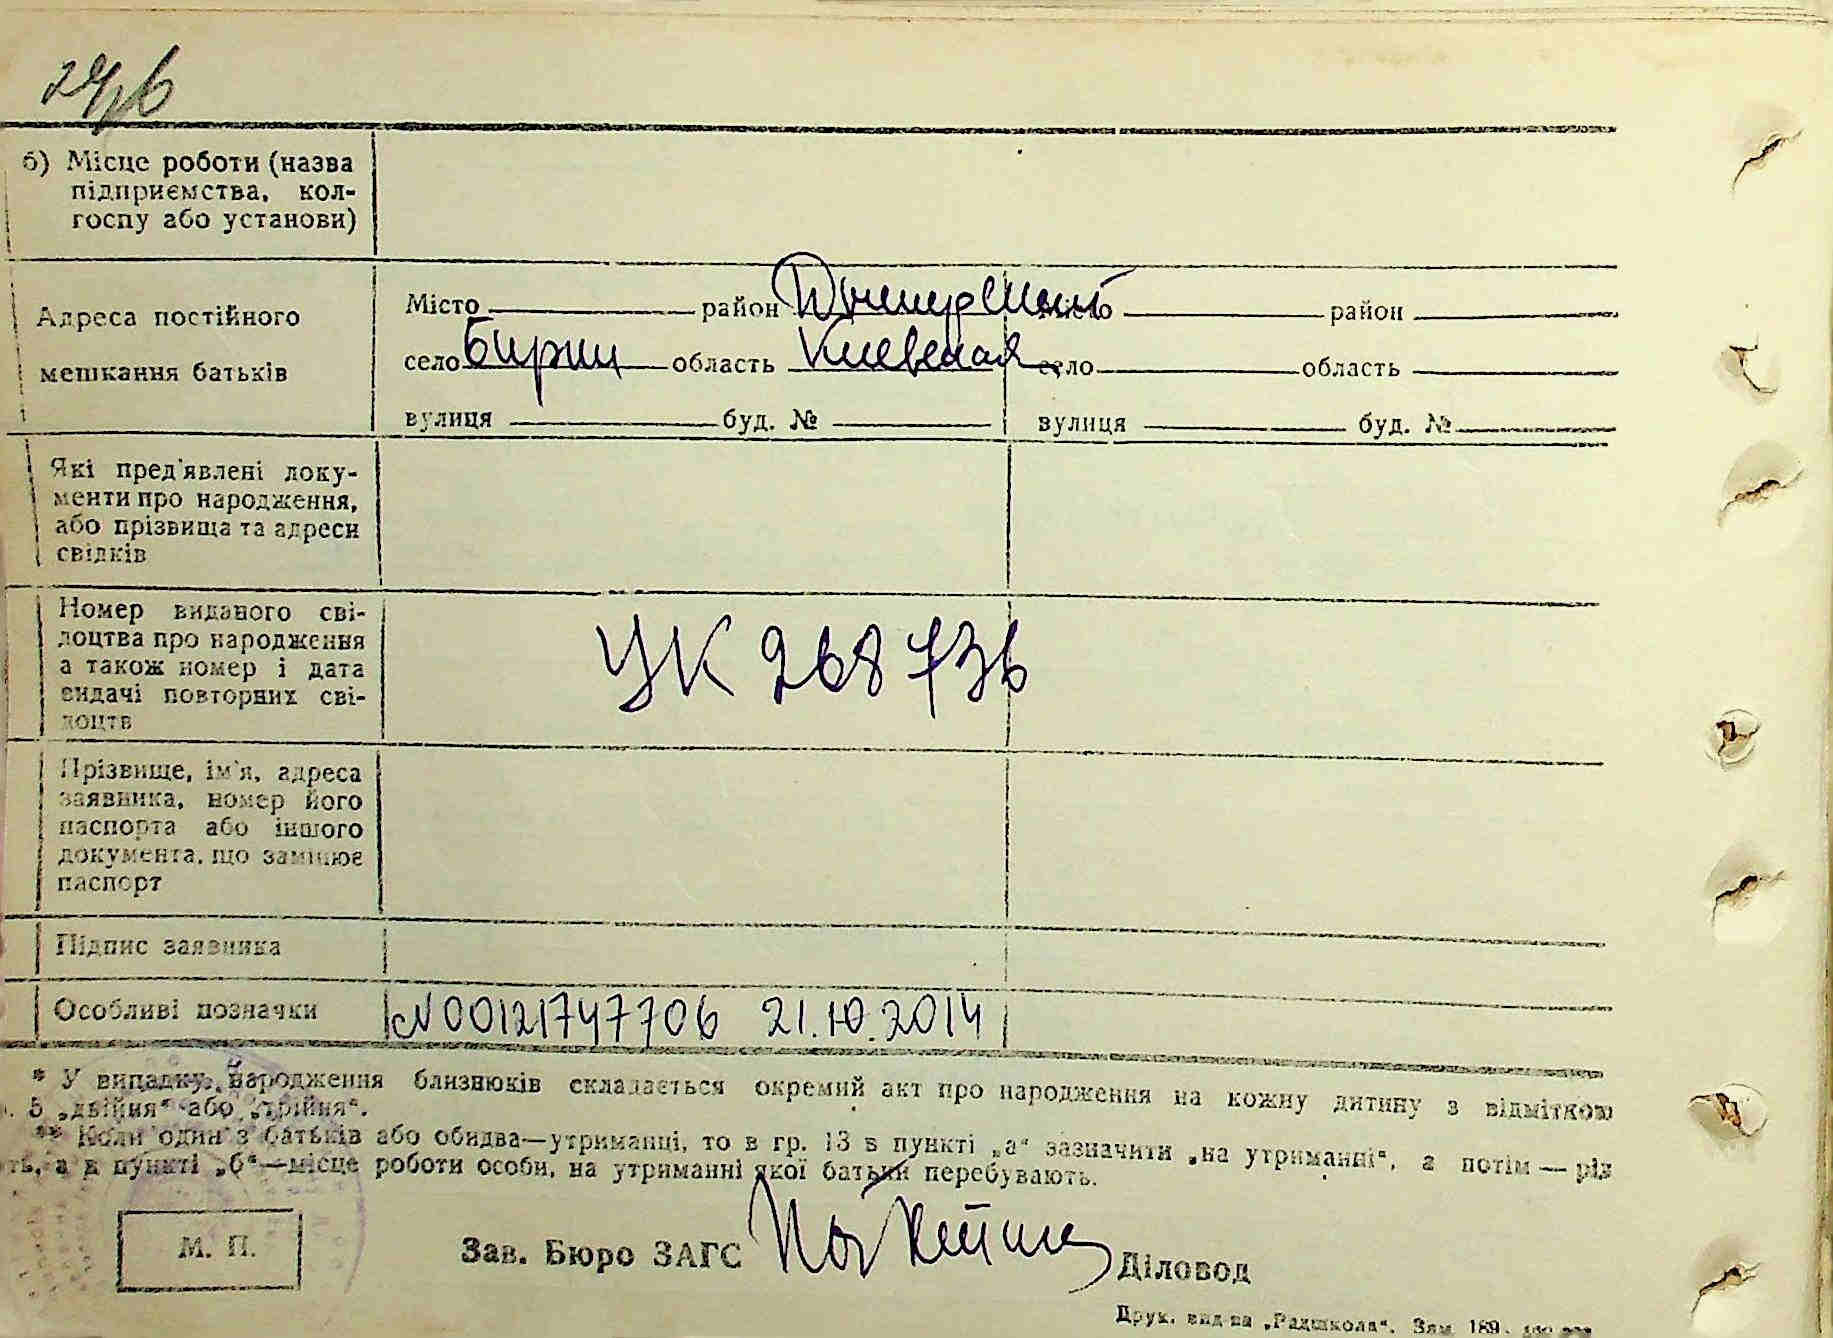 б) Місце роботи (назва
підприємства, кол-
госпу або установи)
Адреса постійного
мешкання батьків
Місто район Місто район
село Бирки область Киевская село область
вулиця буд. № вулиця буд. №
Які пред'явлені доку-
менти про народження,
або прізвища та адреси
свідків
Номер виданого сві-
доцтва про народження
а також номер і дата
видачі повторних сві-
доцтв
УК 268736
Прізвище, ім'я, адреса
заявника, номер його
паспорта або іншого
документа, що замінює
паспорт
Підпис заявника
Особливі позначки
N00121747706 21.10.2014
* У випадку народження близнюків складається окремий акт про народження на кожну дитину з відміткою
. 5 „двійня“ або „трійня“.
** Коли один з батьків або обидва—утриманці, то в гр. 13 в пункті „а“ зазначити „на утриманні“, а потім — рід
ть, а в пункті „б“—місце роботи особи, на утриманні якої батьки перебувають.
М. П.
Зав. Бюро ЗАГС
Діловод
Друк. вид-ва „Радшкола“. Зам. 189.